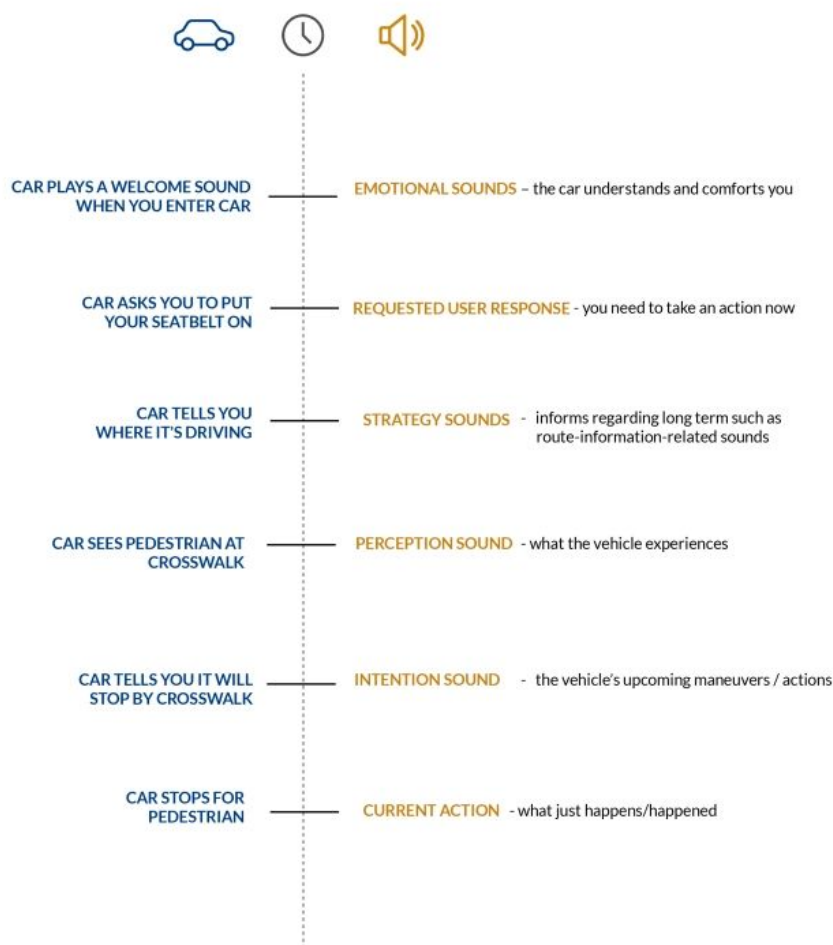 CAR PLAYS A WELCOME SOUND
WHEN YOU ENTER CAR
EMOTIONAL SOUNDS – the car understands and comforts you
CAR ASKS YOU TO PUT
YOUR SEATBELT ON
REQUESTED USER RESPONSE - you need to take an action now
CAR TELLS YOU
WHERE IT'S DRIVING
STRATEGY SOUNDS - informs regarding long term such as
route-information-related sounds
CAR SEES PEDESTRIAN AT
CROSSWALK
PERCEPTION SOUND - what the vehicle experiences
CAR TELLS YOU IT WILL
STOP BY CROSSWALK
INTENTION SOUND - the vehicle's upcoming maneuvers / actions
CAR STOPS FOR
PEDESTRIAN
CURRENT ACTION - what just happens/happened